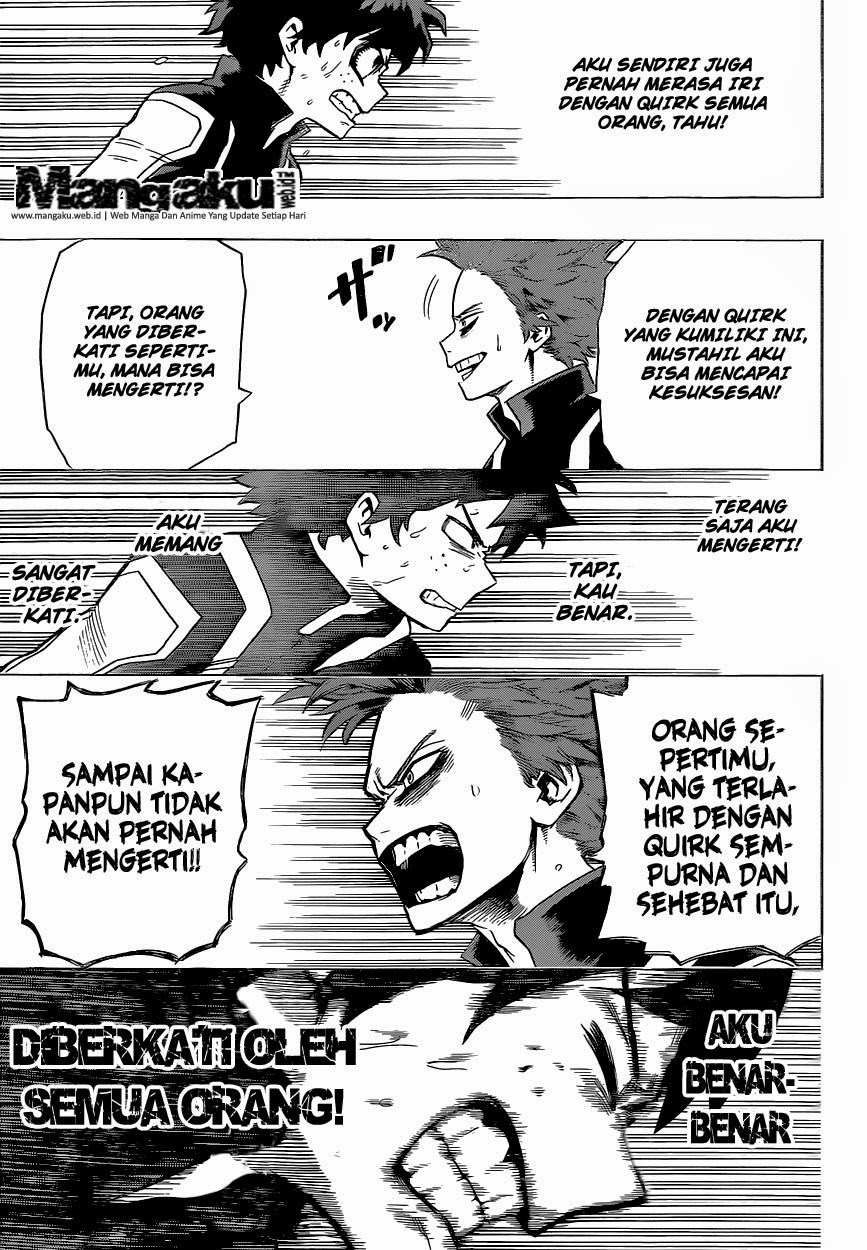 AKU SENDIRI JUGA
PERNAH MERASA IRI
DENGAN QUIRK SEMUA
ORANG, TAHU!
Mangaku
WEB.ID
www.mangaku.web.id | Web Manga Dan Anime Yang Update Setiap Hari
DENGAN QUIRK
YANG KUMILIKI INI,
MUSTAHIL AKU
BISA MENCAPAI
KESUKSESAN!
TAPI, ORANG
YANG DIBER-
KATI SEPERTI-
MU, MANA BISA
MENGERTI!?
TERANG
SAJA AKU
MENGERTI!
TAPI,
KAU
BENAR.
AKU
MEMANG
SANGAT
DIBER-
KATI.
ORANG SE-
PERTIMU,
YANG TERLA-
HIR DENGAN
QUIRK SEM-
PURNA DAN
SEHEBAT ITU,
SAMPAI KA-
PANPUN TIDAK
AKAN PERNAH
MENGERTI!!
AKU
BENAR-
BENAR
DIBERKATI OLEH
SEMUA ORANG!